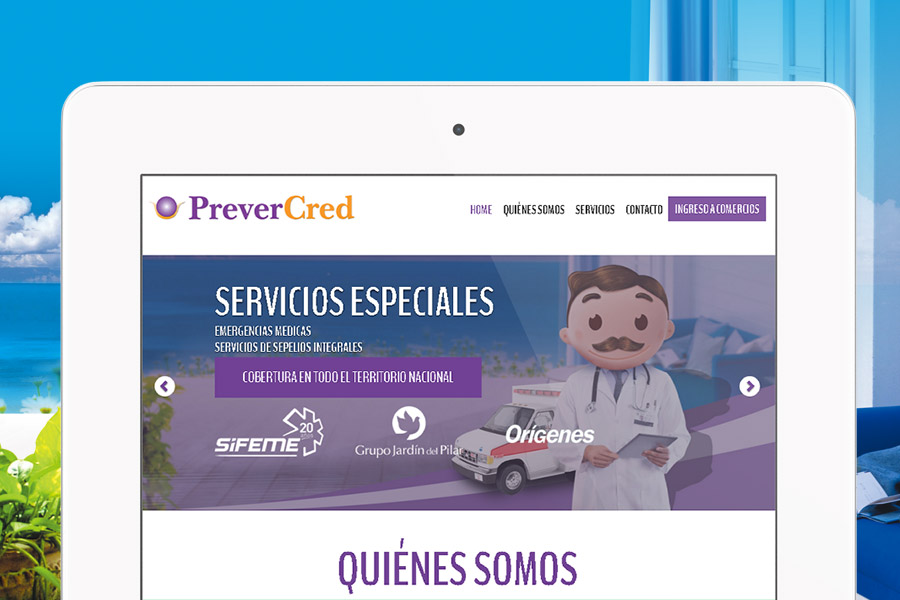 PreverCred
HOME QUIÈNES SOMOS SERVICIOS CONTACTO INGRESO A COMERCIOS
SERVICIOS ESPECIALES
EMERGENCIAS MEDICAS
SERVICIOS DE SEPELIOS INTEGRALES
COBERTURA EN TODO EL TERRITORIO NACIONAL
SIFEME 20
Grupo Jardín del Pilar
Orígenes
QUIÉNES SOMOS